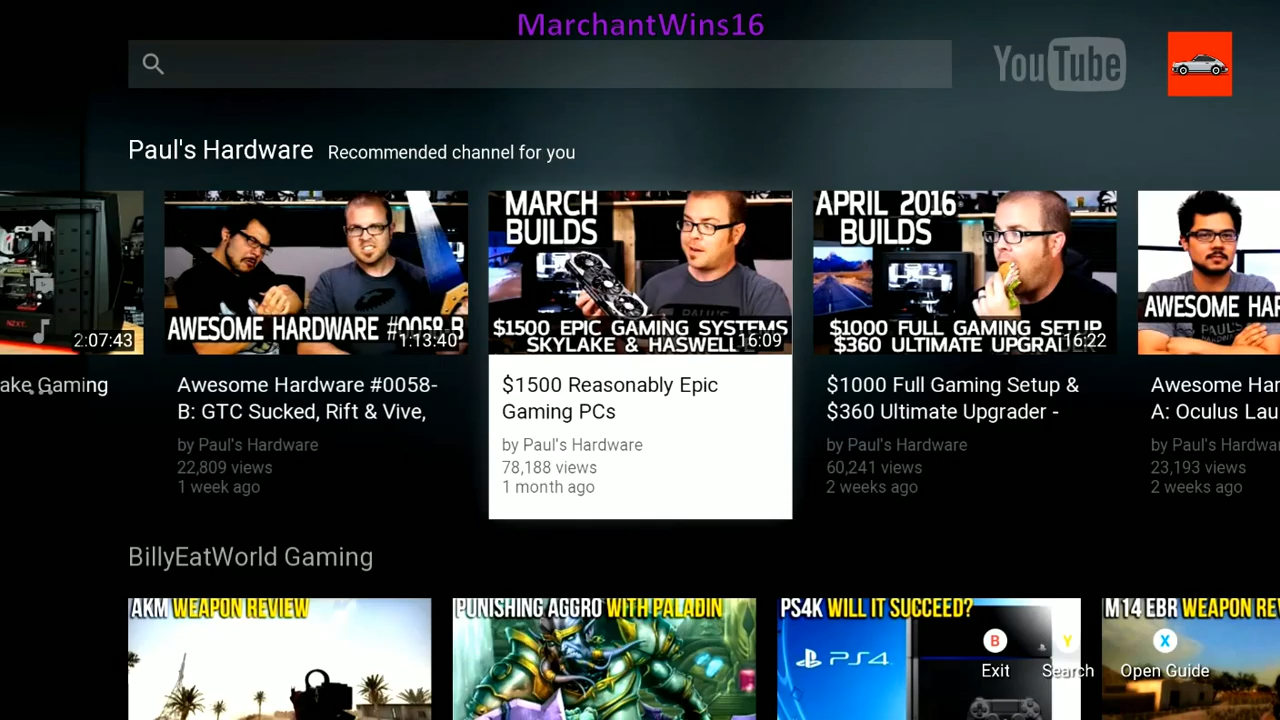 MarchantWins16
YouTube
Paul's Hardware Recommended channel for you
2:07:43
AWESOME HARDWARE #0058-B
1:13:40
MARCH
BUILDS
$1500 EPIC GAMING SYSTEMS
SKYLAKE & HASWELL
16:09
APRIL 2016
BUILDS
$1000 FULL GAMING SETUP
$360 ULTIMATE UPGRADER
16:22
AWESOME HAR
ake Gaming
Awesome Hardware #0058-
B: GTC Sucked, Rift & Vive,
by Paul's Hardware
22,809 views
1 week ago
$1500 Reasonably Epic
Gaming PCs
by Paul's Hardware
78,188 views
1 month ago
$1000 Full Gaming Setup &
$360 Ultimate Upgrader -
by Paul's Hardware
60,241 views
2 weeks ago
Awesome Har
A: Oculus Lau
by Paul's Hardwa
23,193 views
2 weeks ago
BillyEatWorld Gaming
AKM WEAPON REVIEW
PUNISHING AGGRO WITH PALADIN
PS4K WILL IT SUCCEED?
PS4
M14 EBR WEAPON REV
B
Exit
Y
Search
X
Open Guide